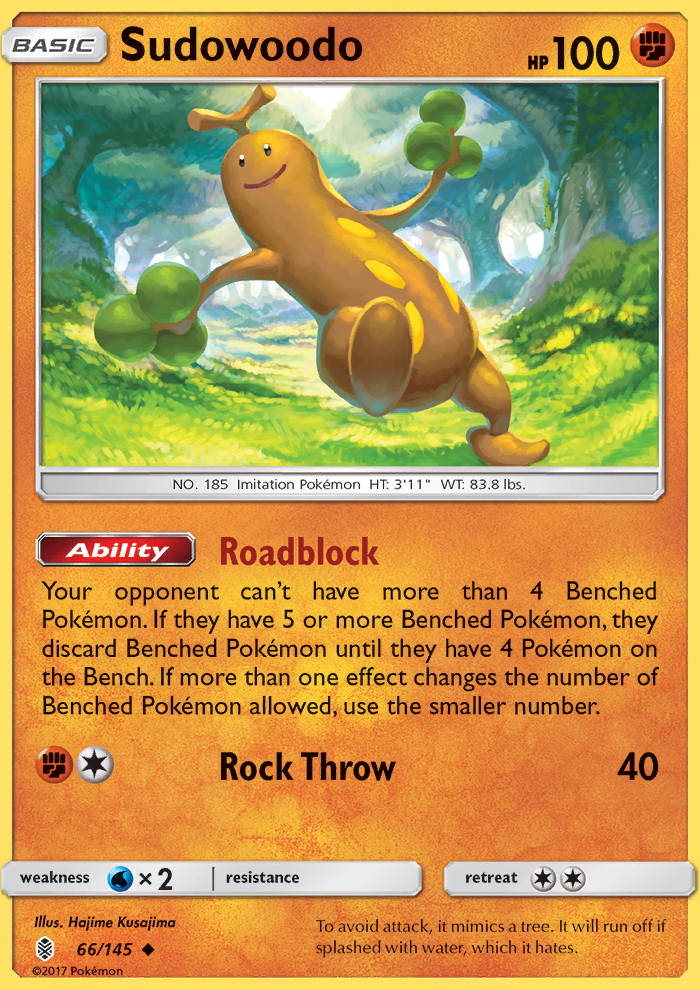 BASIC Sudowoodo HP 100
NO. 185 Imitation Pokémon HT: 3'11" WT: 83.8 lbs.
Ability Roadblock
Your opponent can't have more than 4 Benched
Pokémon. If they have 5 or more Benched Pokémon, they
discard Benched Pokémon until they have 4 Pokémon on
the Bench. If more than one effect changes the number of
Benched Pokémon allowed, use the smaller number.
Rock Throw 40
weakness ×2 resistance retreat
Illus. Hajime Kusajima
66/145
©2017 Pokémon
To avoid attack, it mimics a tree. It will run off if
splashed with water, which it hates.